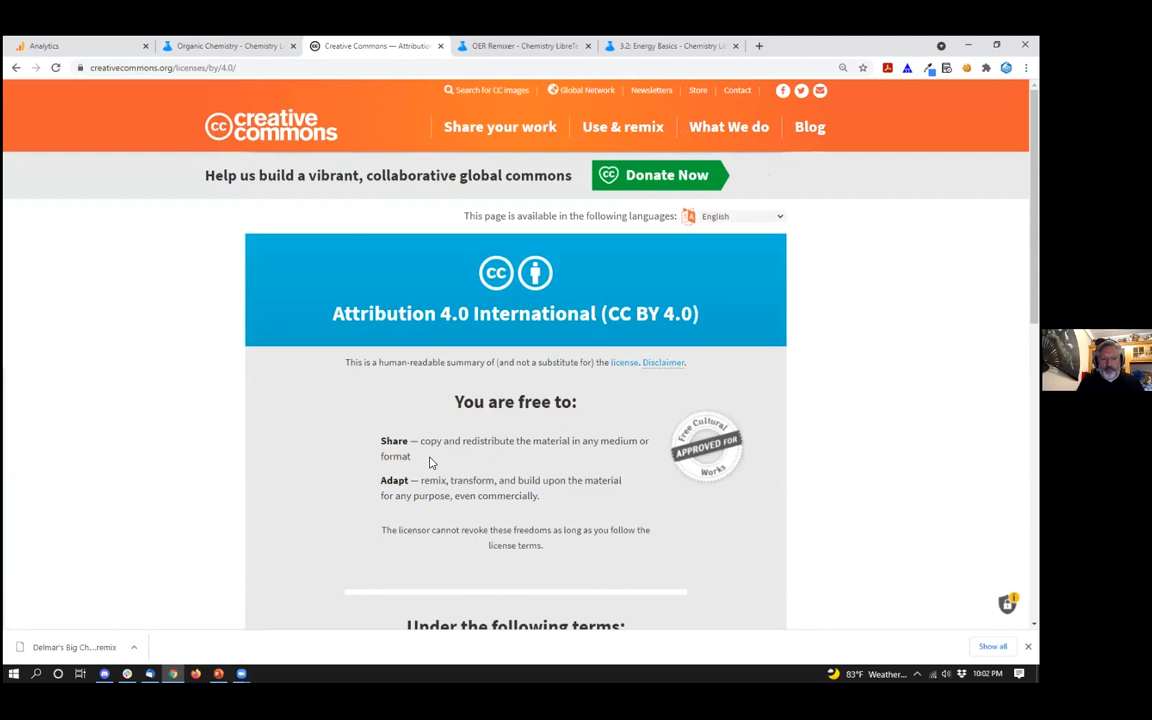 Analytics
Organic Chemistry - Chemistry Li
Creative Commons — Attributio
OER Remixer - Chemistry LibreTe
3.2: Energy Basics - Chemistry Li
creativecommons.org/licenses/by/4.0/
Search for CC images
Global Network
Newsletters
Store
Contact
cc creative commons
Share your work
Use & remix
What We do
Blog
Help us build a vibrant, collaborative global commons
CC Donate Now
This page is available in the following languages:
English
cc
Attribution 4.0 International (CC BY 4.0)
This is a human-readable summary of (and not a substitute for) the license. Disclaimer.
You are free to:
Share — copy and redistribute the material in any medium or
format
Adapt — remix, transform, and build upon the material
for any purpose, even commercially.
Free Cultural
APPROVED FOR
Works
The licensor cannot revoke these freedoms as long as you follow the
license terms.
Under the following terms:
Delmar's Big Ch....remix
Show all
83°F Weather...
10:02 PM